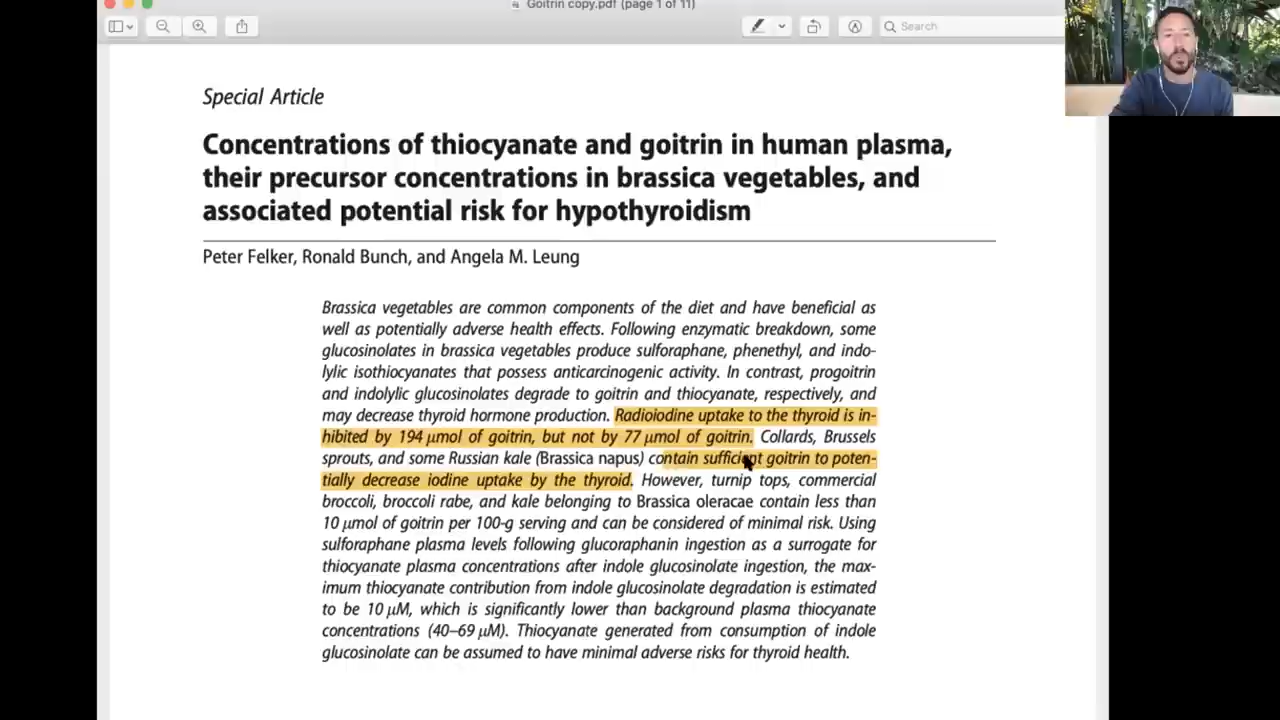 Goitrin copy.pdf (page 1 of 11)
Search
Special Article
Concentrations of thiocyanate and goitrin in human plasma,
their precursor concentrations in brassica vegetables, and
associated potential risk for hypothyroidism
Peter Felker, Ronald Bunch, and Angela M. Leung
Brassica vegetables are common components of the diet and have beneficial as
well as potentially adverse health effects. Following enzymatic breakdown, some
glucosinolates in brassica vegetables produce sulforaphane, phenethyl, and indo-
lylic isothiocyanates that possess anticarcinogenic activity. In contrast, progoitrin
and indolylic glucosinolates degrade to goitrin and thiocyanate, respectively, and
may decrease thyroid hormone production. Radioiodine uptake to the thyroid is in-
hibited by 194 μmol of goitrin, but not by 77 μmol of goitrin. Collards, Brussels
sprouts, and some Russian kale (Brassica napus) contain sufficient goitrin to poten-
tially decrease iodine uptake by the thyroid. However, turnip tops, commercial
broccoli, broccoli rabe, and kale belonging to Brassica oleracae contain less than
10 μmol of goitrin per 100-g serving and can be considered of minimal risk. Using
sulforaphane plasma levels following glucoraphanin ingestion as a surrogate for
thiocyanate plasma concentrations after indole glucosinolate ingestion, the max-
imum thiocyanate contribution from indole glucosinolate degradation is estimated
to be 10 μM, which is significantly lower than background plasma thiocyanate
concentrations (40–69 μM). Thiocyanate generated from consumption of indole
glucosinolate can be assumed to have minimal adverse risks for thyroid health.